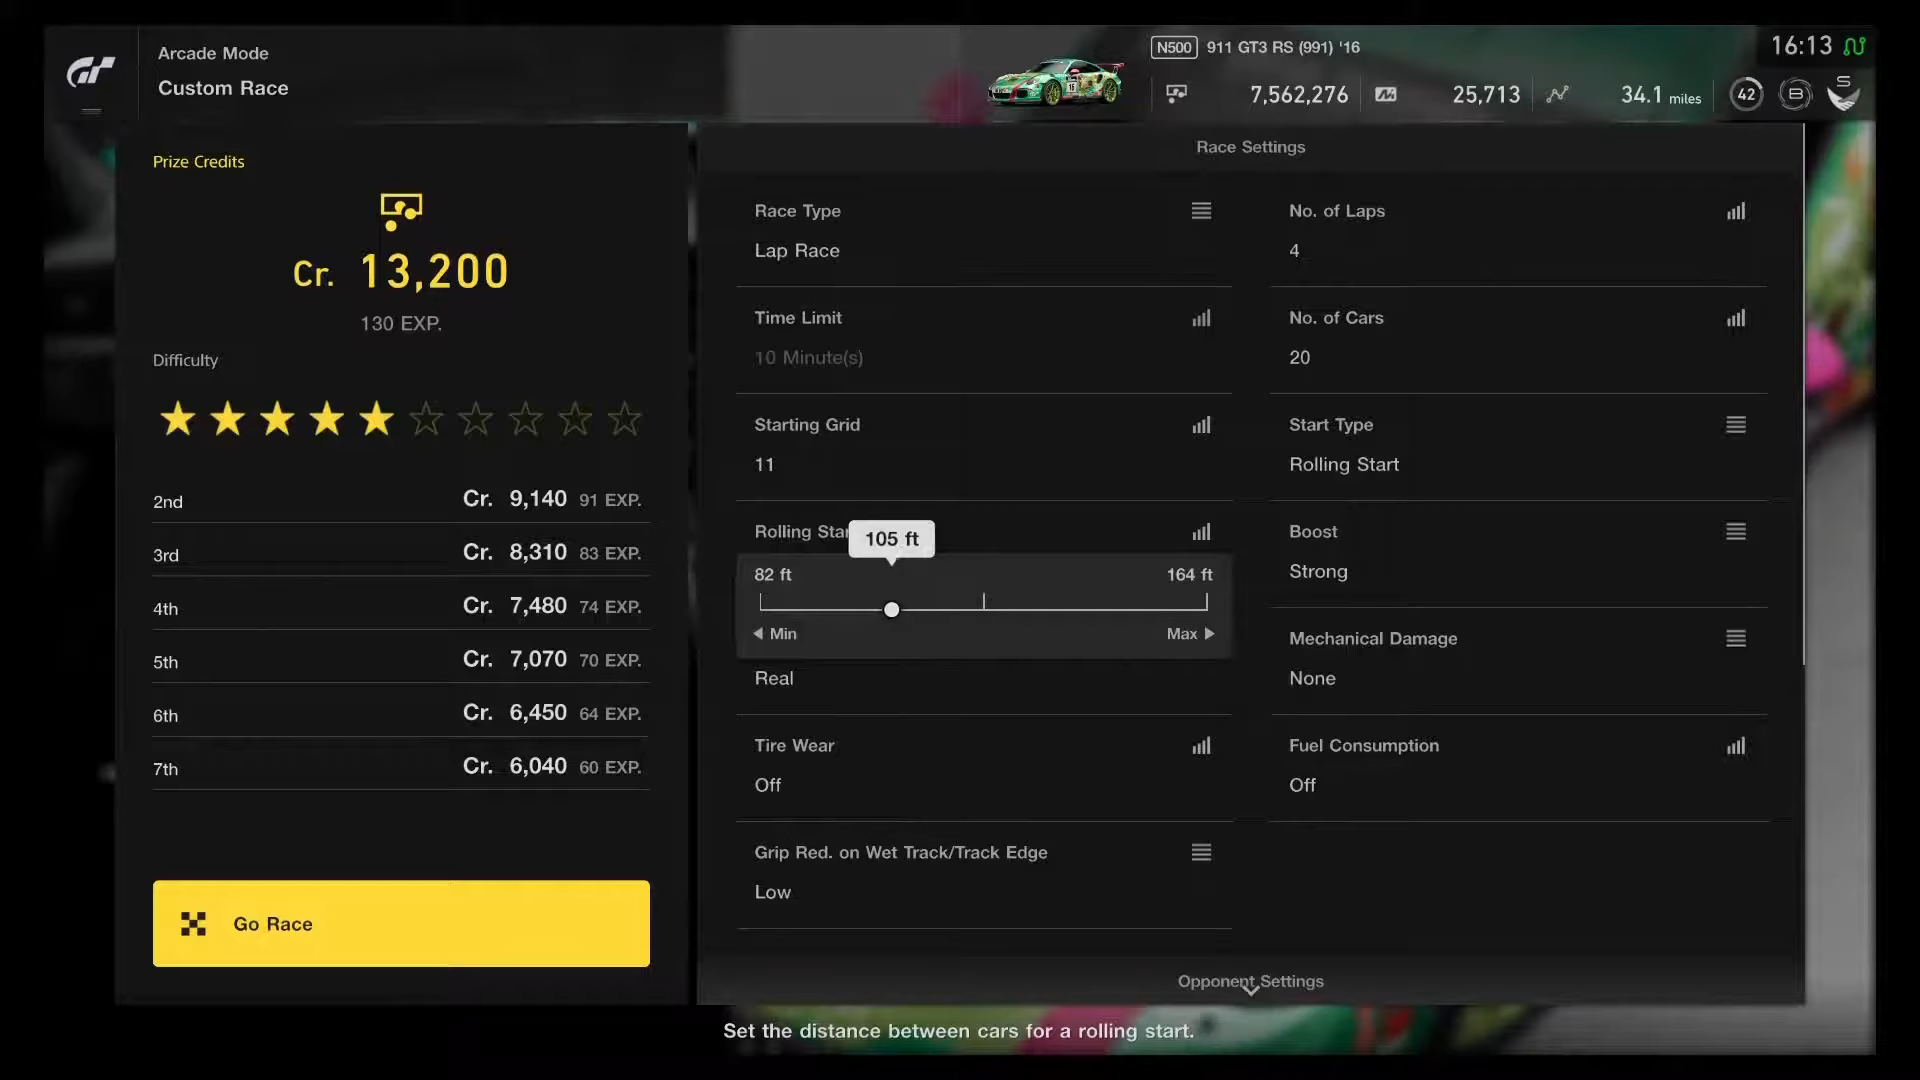 Arcade Mode
Custom Race
N500 911 GT3 RS (991) '16
7,562,276 25,713 34.1 miles 42 B S
16:13
Prize Credits
Cr. 13,200
130 EXP.
Difficulty
2nd Cr. 9,140 91 EXP.
3rd Cr. 8,310 83 EXP.
4th Cr. 7,480 74 EXP.
5th Cr. 7,070 70 EXP.
6th Cr. 6,450 64 EXP.
7th Cr. 6,040 60 EXP.
Go Race
Race Settings
Race Type
Lap Race
No. of Laps
4
Time Limit
10 Minute(s)
No. of Cars
20
Starting Grid
11
Start Type
Rolling Start
Rolling
105 ft
82 ft 164 ft
Min Max
Boost
Strong
Real
Mechanical Damage
None
Tire Wear
Off
Fuel Consumption
Off
Grip Red. on Wet Track/Track Edge
Low
Opponent Settings
Set the distance between cars for a rolling start.